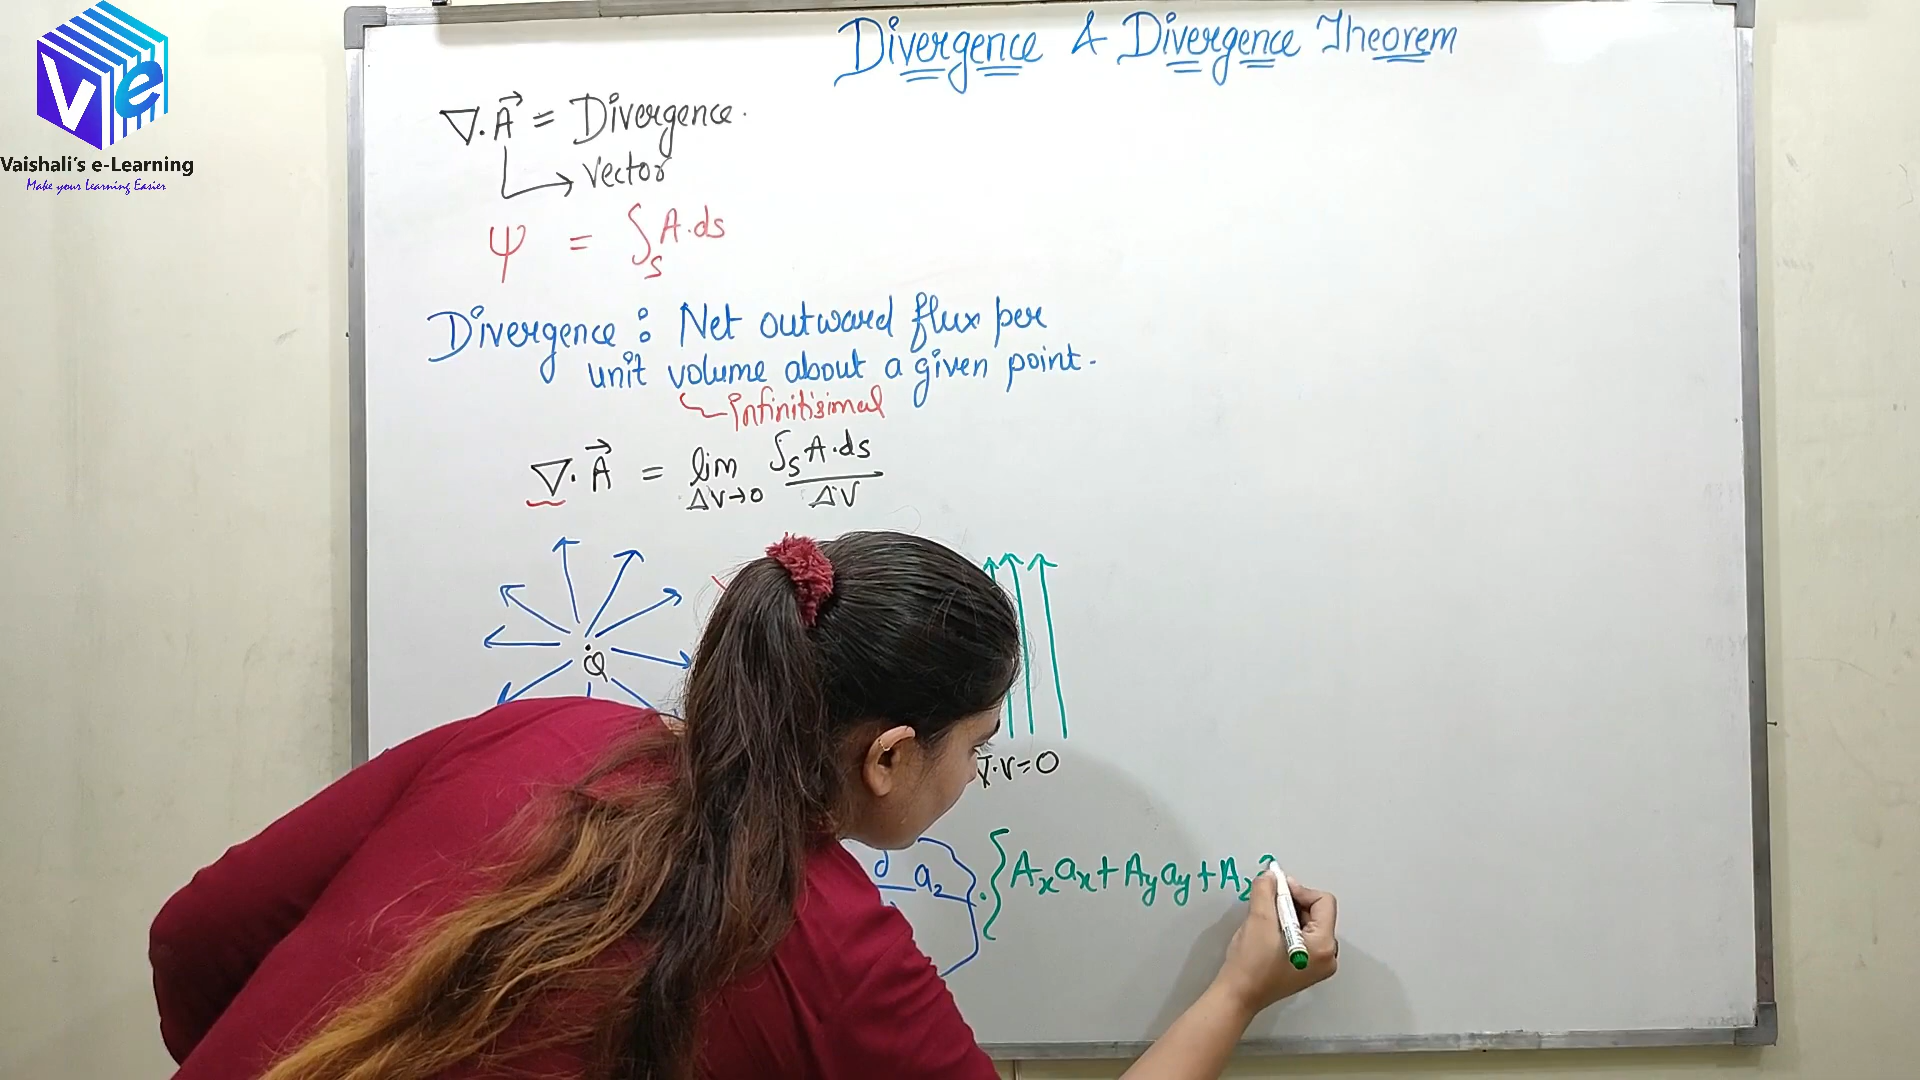 Ve
Vaishali's e-Learning
Make your Learning Easier
Divergence & Divergence Theorem
∇.A⃗ = Divergence.
Vector
ψ = ∫s A.ds
Divergence : Net outward flux per
unit volume about a given point.
infinitisimal
∇.A⃗ = lim ΔV→0 ∫s A.ds / ΔV
Q
∇.V=0
az } . { Ax ax + Ay ay + Az